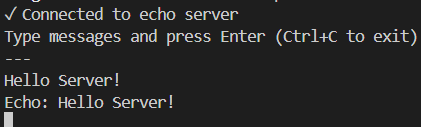 ✓ Connected to echo server
Type messages and press Enter (Ctrl+C to exit)
---
Hello Server!
Echo: Hello Server!